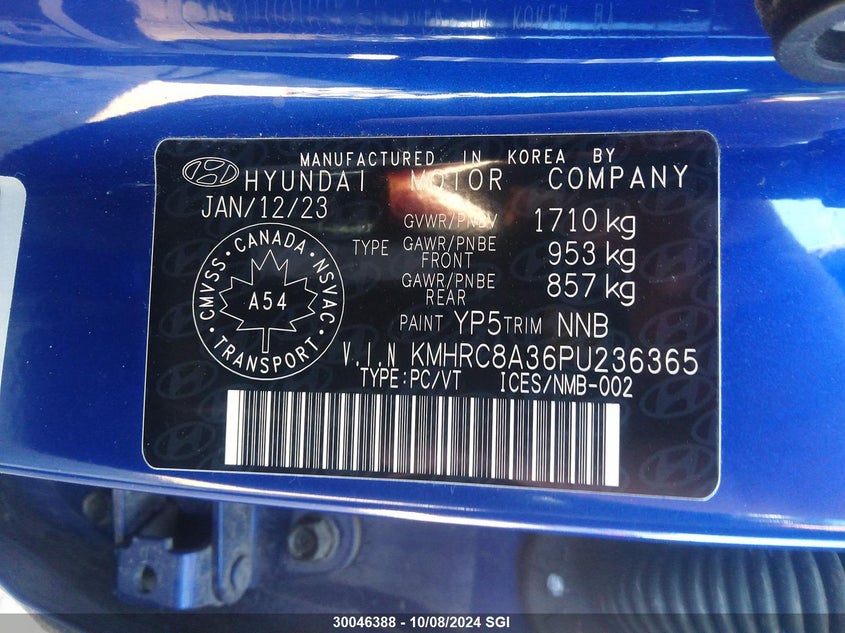 MANUFACTURED IN KOREA BY
HYUNDAI MOTOR COMPANY
JAN/12/23
GVWR/PNBV 1710 kg
TYPE
GAWR/PNBE FRONT 953 kg
GAWR/PNBE REAR 857 kg
PAINT YP5 TRIM NNB
CMVSS · CANADA · NSVAC · TRANSPORT ·
A54
V.I.N KMHRC8A36PU236365
TYPE:PC/VT ICES/NMB-002
30046388 - 10/08/2024 SGI